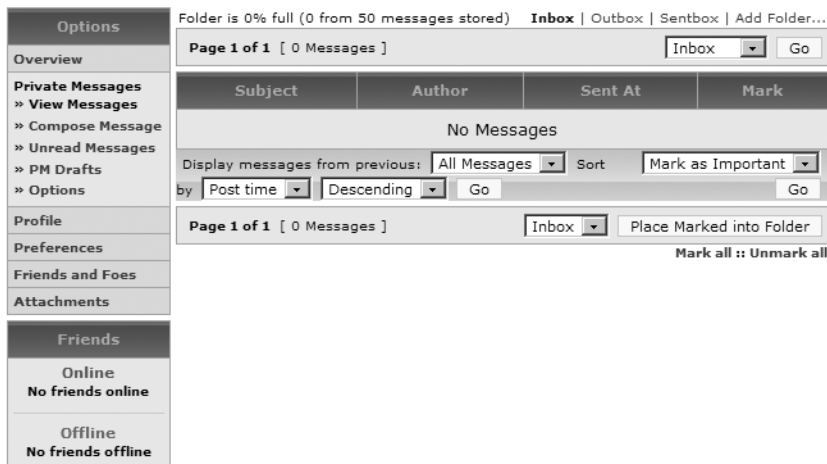 Options
Overview
Private Messages
» View Messages
» Compose Message
» Unread Messages
» PM Drafts
» Options
Profile
Preferences
Friends and Foes
Attachments
Friends
Online
No friends online
Offline
No friends offline
Folder is 0% full (0 from 50 messages stored) Inbox | Outbox | Sentbox | Add Folder...
Page 1 of 1 [ 0 Messages ] Inbox Go
Subject Author Sent At Mark
No Messages
Display messages from previous: All Messages Sort Mark as Important
by Post time Descending Go Go
Page 1 of 1 [ 0 Messages ] Inbox Place Marked into Folder
Mark all :: Unmark all